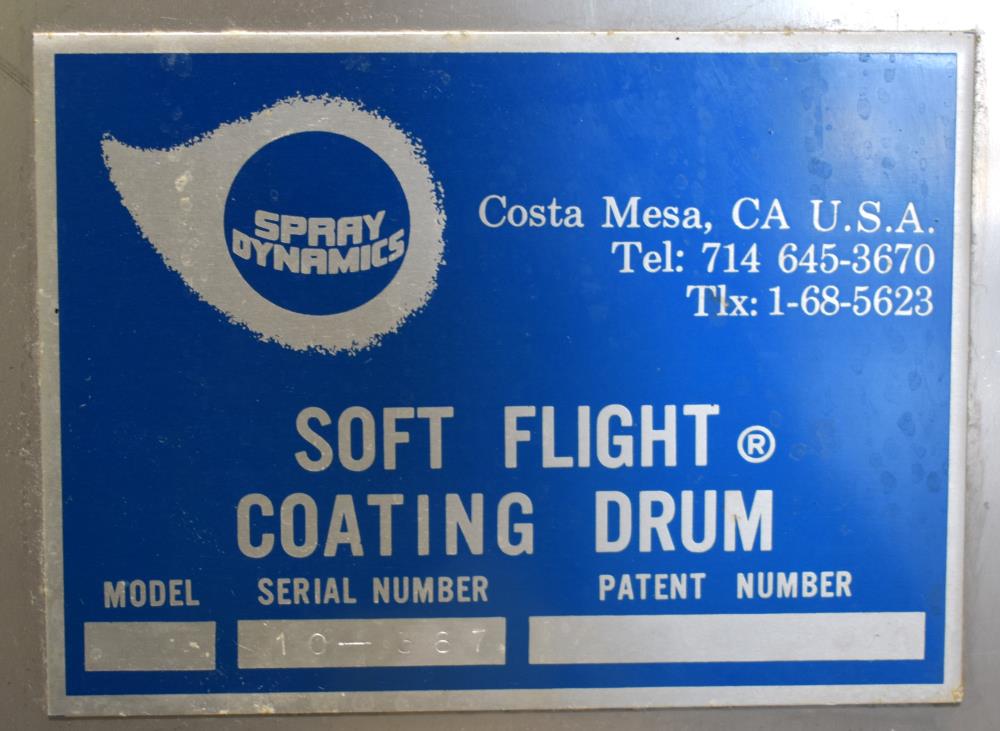 SPRAY
DYNAMICS
Costa Mesa, CA U.S.A.
Tel: 714 645-3670
Tlx: 1-68-5623
SOFT FLIGHT ®
COATING DRUM
MODEL SERIAL NUMBER PATENT NUMBER